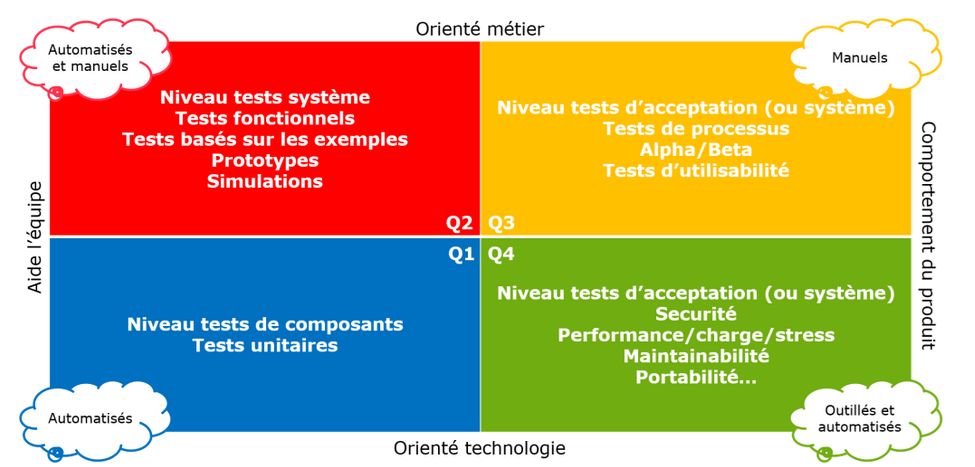 Orienté métier
Automatisés
et manuels
Manuels
Niveau tests système
Tests fonctionnels
Tests basés sur les exemples
Prototypes
Simulations
Q2
Niveau tests d’acceptation (ou système)
Tests de processus
Alpha/Beta
Tests d’utilisabilité
Q3
Aide l’équipe
Comportement du produit
Q1
Niveau tests de composants
Tests unitaires
Q4
Niveau tests d’acceptation (ou système)
Securité
Performance/charge/stress
Maintainabilité
Portabilité...
Automatisés
Outillés et
automatisés
Orienté technologie